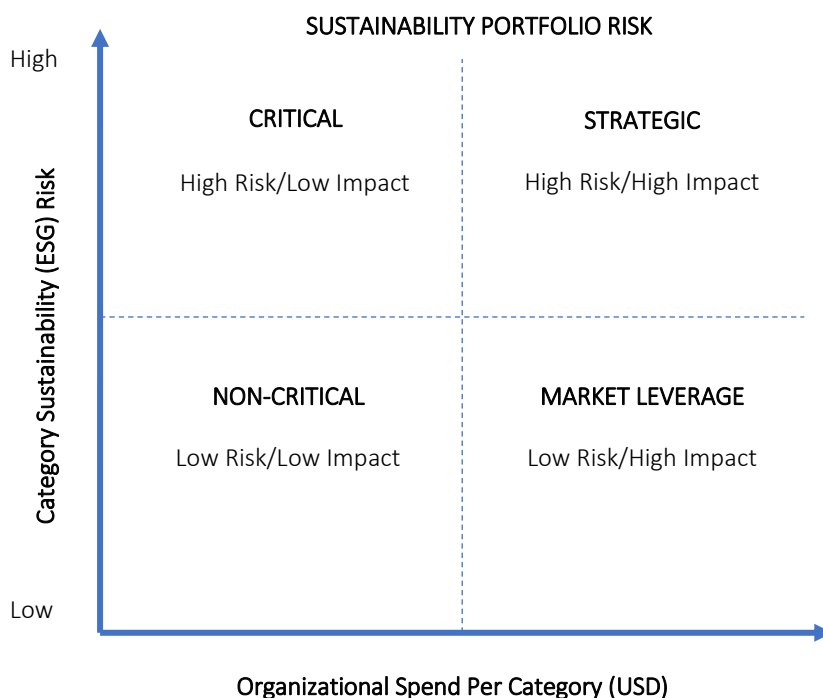 SUSTAINABILITY PORTFOLIO RISK
High
CRITICAL
STRATEGIC
High Risk/Low Impact
High Risk/High Impact
Category Sustainability (ESG) Risk
NON-CRITICAL
MARKET LEVERAGE
Low Risk/Low Impact
Low Risk/High Impact
Low
Organizational Spend Per Category (USD)